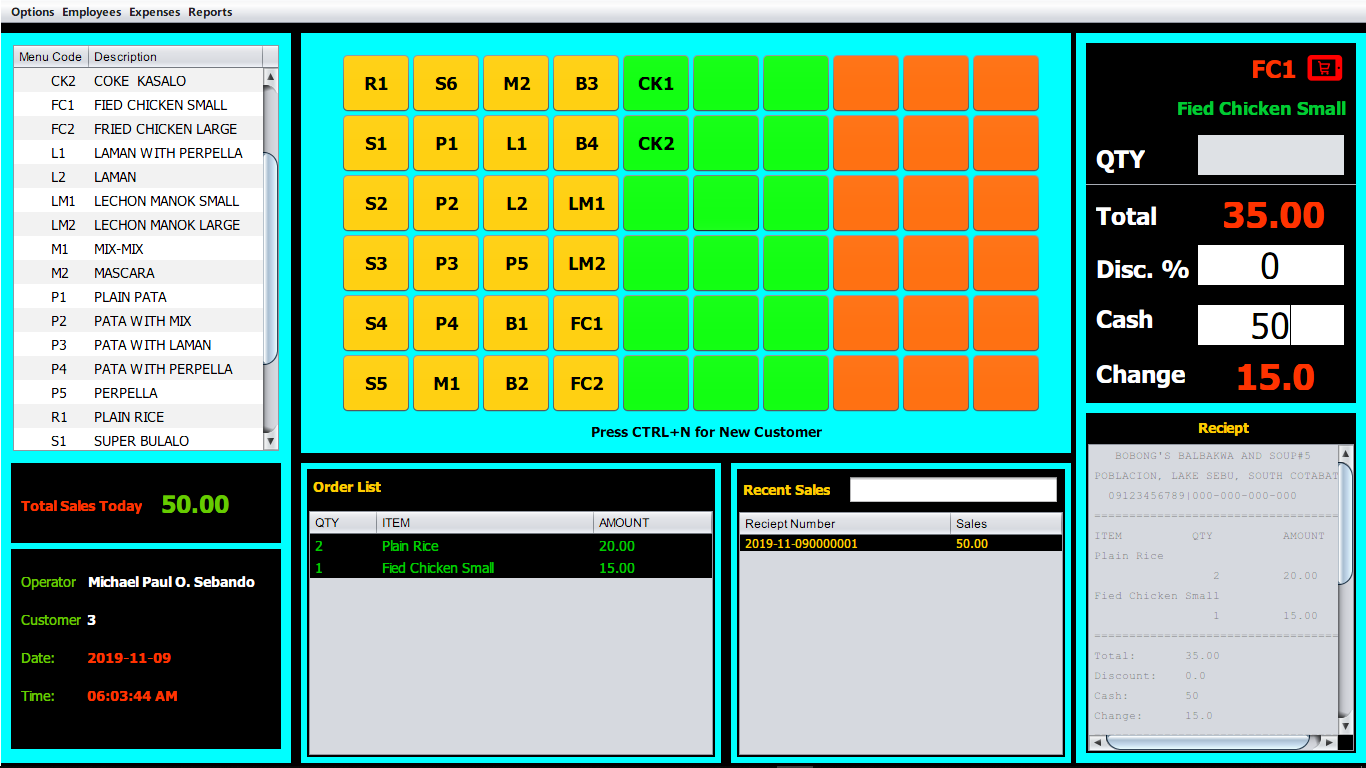 Options Employees Expenses Reports
Menu Code Description
CK2 COKE KASALO
FC1 FIED CHICKEN SMALL
FC2 FRIED CHICKEN LARGE
L1 LAMAN WITH PERPELLA
L2 LAMAN
LM1 LECHON MANOK SMALL
LM2 LECHON MANOK LARGE
M1 MIX-MIX
M2 MASCARA
P1 PLAIN PATA
P2 PATA WITH MIX
P3 PATA WITH LAMAN
P4 PATA WITH PERPELLA
P5 PERPELLA
R1 PLAIN RICE
S1 SUPER BULALO
Total Sales Today 50.00
Operator Michael Paul O. Sebando
Customer 3
Date: 2019-11-09
Time: 06:03:44 AM
R1 S6 M2 B3 CK1
S1 P1 L1 B4 CK2
S2 P2 L2 LM1
S3 P3 P5 LM2
S4 P4 B1 FC1
S5 M1 B2 FC2
Press CTRL+N for New Customer
Order List
QTY ITEM AMOUNT
2 Plain Rice 20.00
1 Fied Chicken Small 15.00
Recent Sales
Reciept Number Sales
2019-11-090000001 50.00
FC1
Fied Chicken Small
QTY
Total 35.00
Disc. % 0
Cash 50
Change 15.0
Reciept
BOBONG'S BALBAKWA AND SOUP#5
POBLACION, LAKE SEBU, SOUTH COTABAT
09123456789|000-000-000-000
===================================
ITEM QTY AMOUNT
Plain Rice
2 20.00
Fied Chicken Small
1 15.00
===================================
Total: 35.00
Discount: 0.0
Cash: 50
Change: 15.0